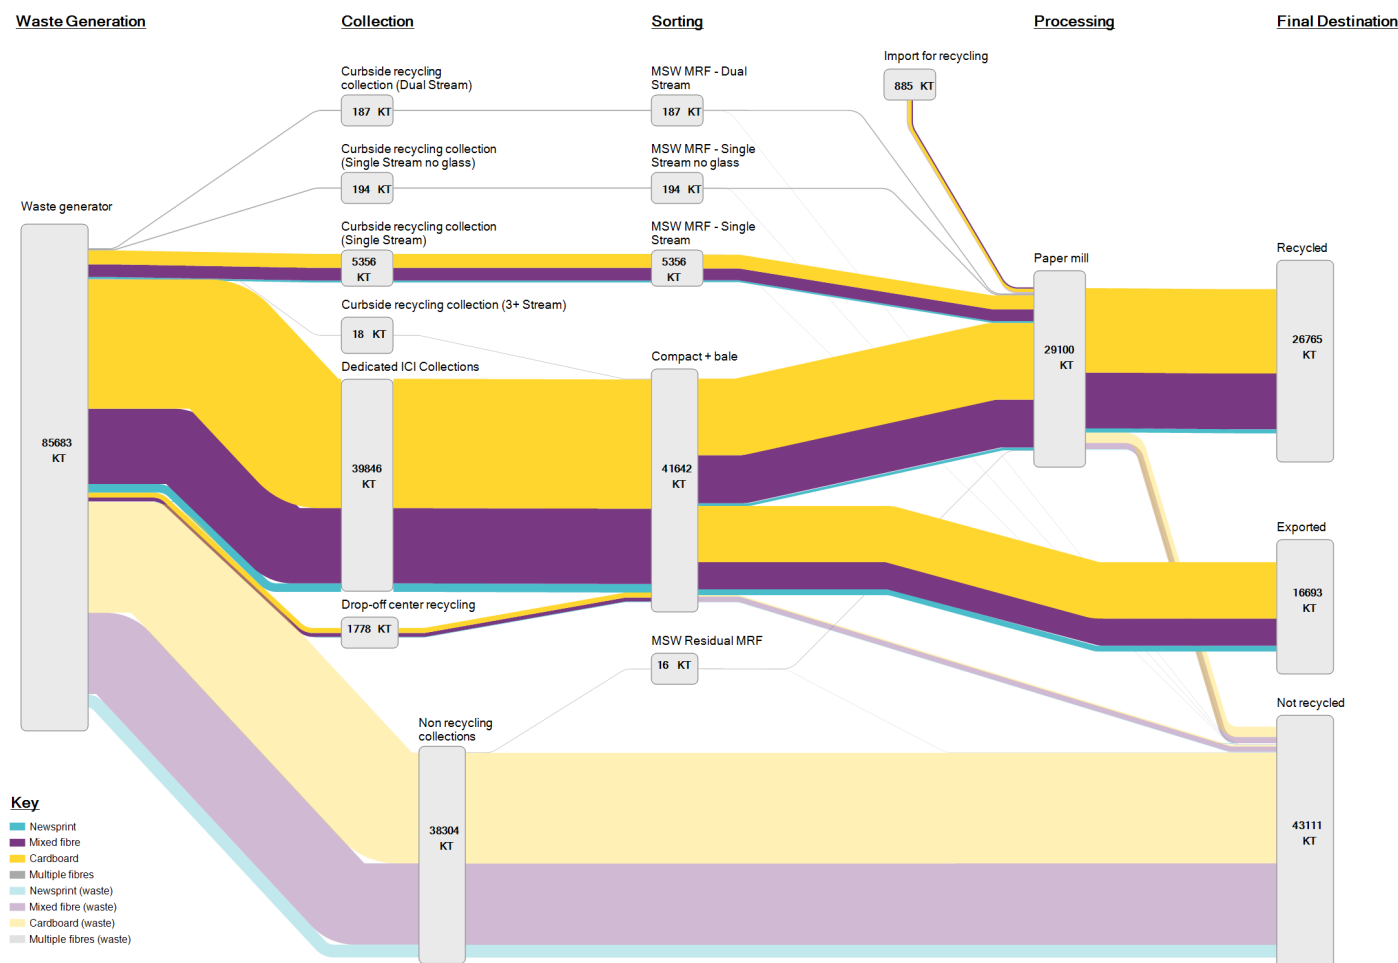 Waste Generation
Collection
Sorting
Processing
Final Destination
Import for recycling
885 KT
Curbside recycling
collection (Dual Stream)
187 KT
MSW MRF - Dual
Stream
187 KT
Curbside recycling collection
(Single Stream no glass)
194 KT
MSW MRF - Single
Stream no glass
194 KT
Waste generator
85683
KT
Curbside recycling collection
(Single Stream)
5356
KT
MSW MRF - Single
Stream
5356
KT
Paper mill
29100
KT
Recycled
26765
KT
Curbside recycling collection (3+ Stream)
18 KT
Dedicated ICI Collections
39846
KT
Compact + bale
41642
KT
Exported
16693
KT
Drop-off center recycling
1778 KT
MSW Residual MRF
16 KT
Non recycling
collections
38304
KT
Not recycled
43111
KT
Key
Newsprint
Mixed fibre
Cardboard
Multiple fibres
Newsprint (waste)
Mixed fibre (waste)
Cardboard (waste)
Multiple fibres (waste)